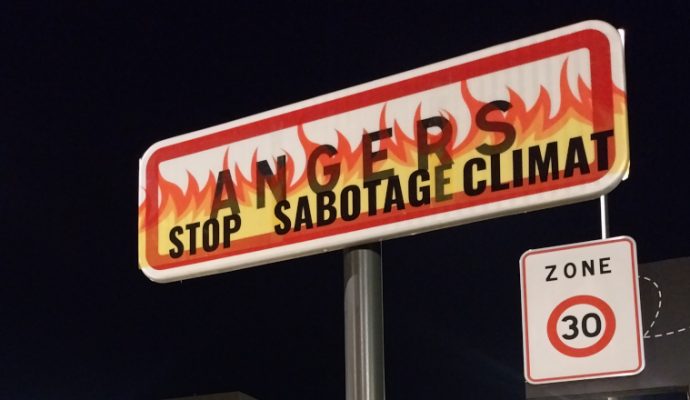 ANGERS
STOP SABOTAGE CLIMAT
ZONE
30